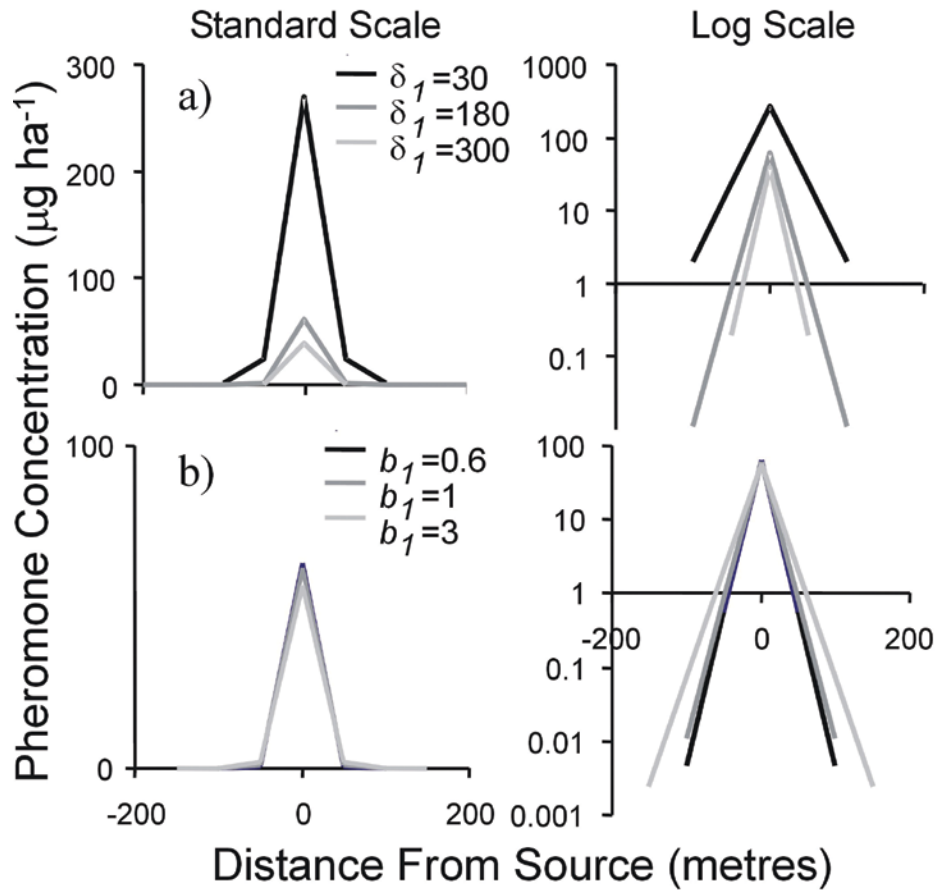 Standard Scale
Log Scale
Pheromone Concentration (μg ha⁻¹)
a)
300
200
100
0
δ₁=30
δ₁=180
δ₁=300
1000
100
10
1
0.1
b)
100
0
-200
0
200
b₁=0.6
b₁=1
b₁=3
100
10
1
0.1
0.01
0.001
-200
0
200
Distance From Source (metres)